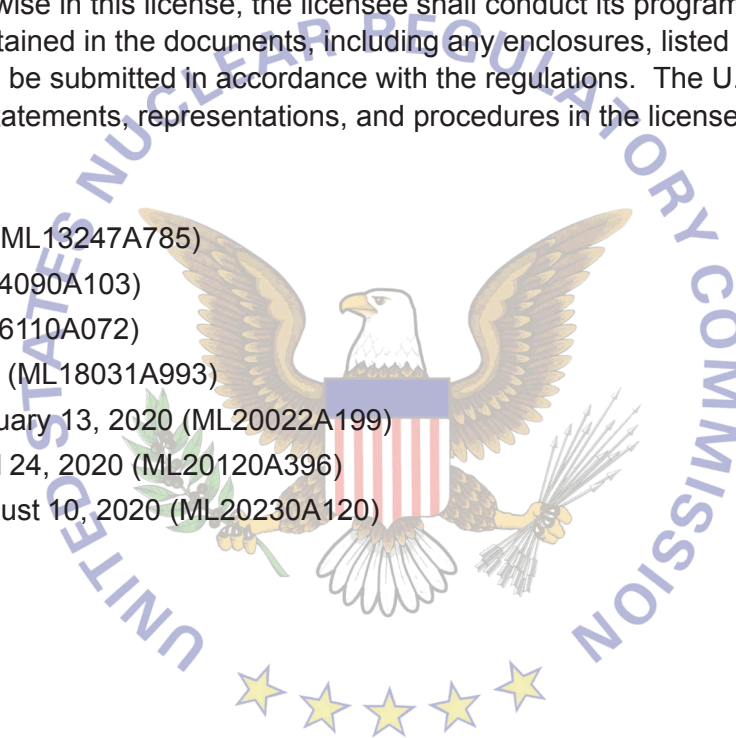 wise in this license, the licensee shall conduct its program
tained in the documents, including any enclosures, listed
be submitted in accordance with the regulations. The U.
tatements, representations, and procedures in the license
(ML13247A785)
4090A103)
6110A072)
(ML18031A993)
uary 13, 2020 (ML20022A199)
l 24, 2020 (ML20120A396)
ust 10, 2020 (ML20230A120)
UNITED STATES NUCLEAR REGULATORY COMMISSION